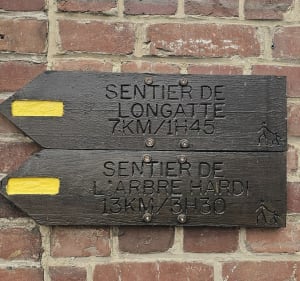 SENTIER DE
LONGATTE
7KM/1H45
SENTIER DE
L'ARBRE HARDI
13KM/3H30